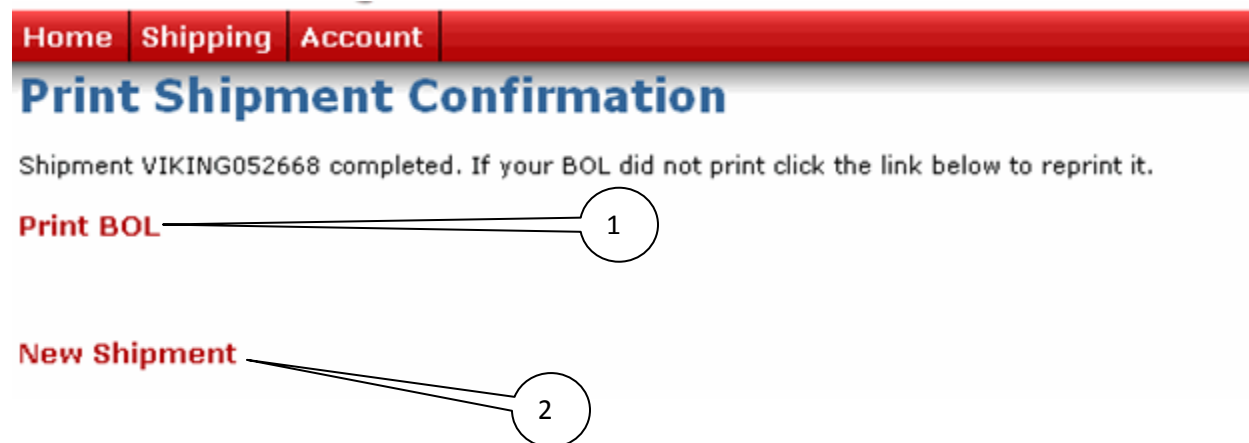 Home Shipping Account
Print Shipment Confirmation
Shipment VIKING052668 completed. If your BOL did not print click the link below to reprint it.
Print BOL
1
New Shipment
2